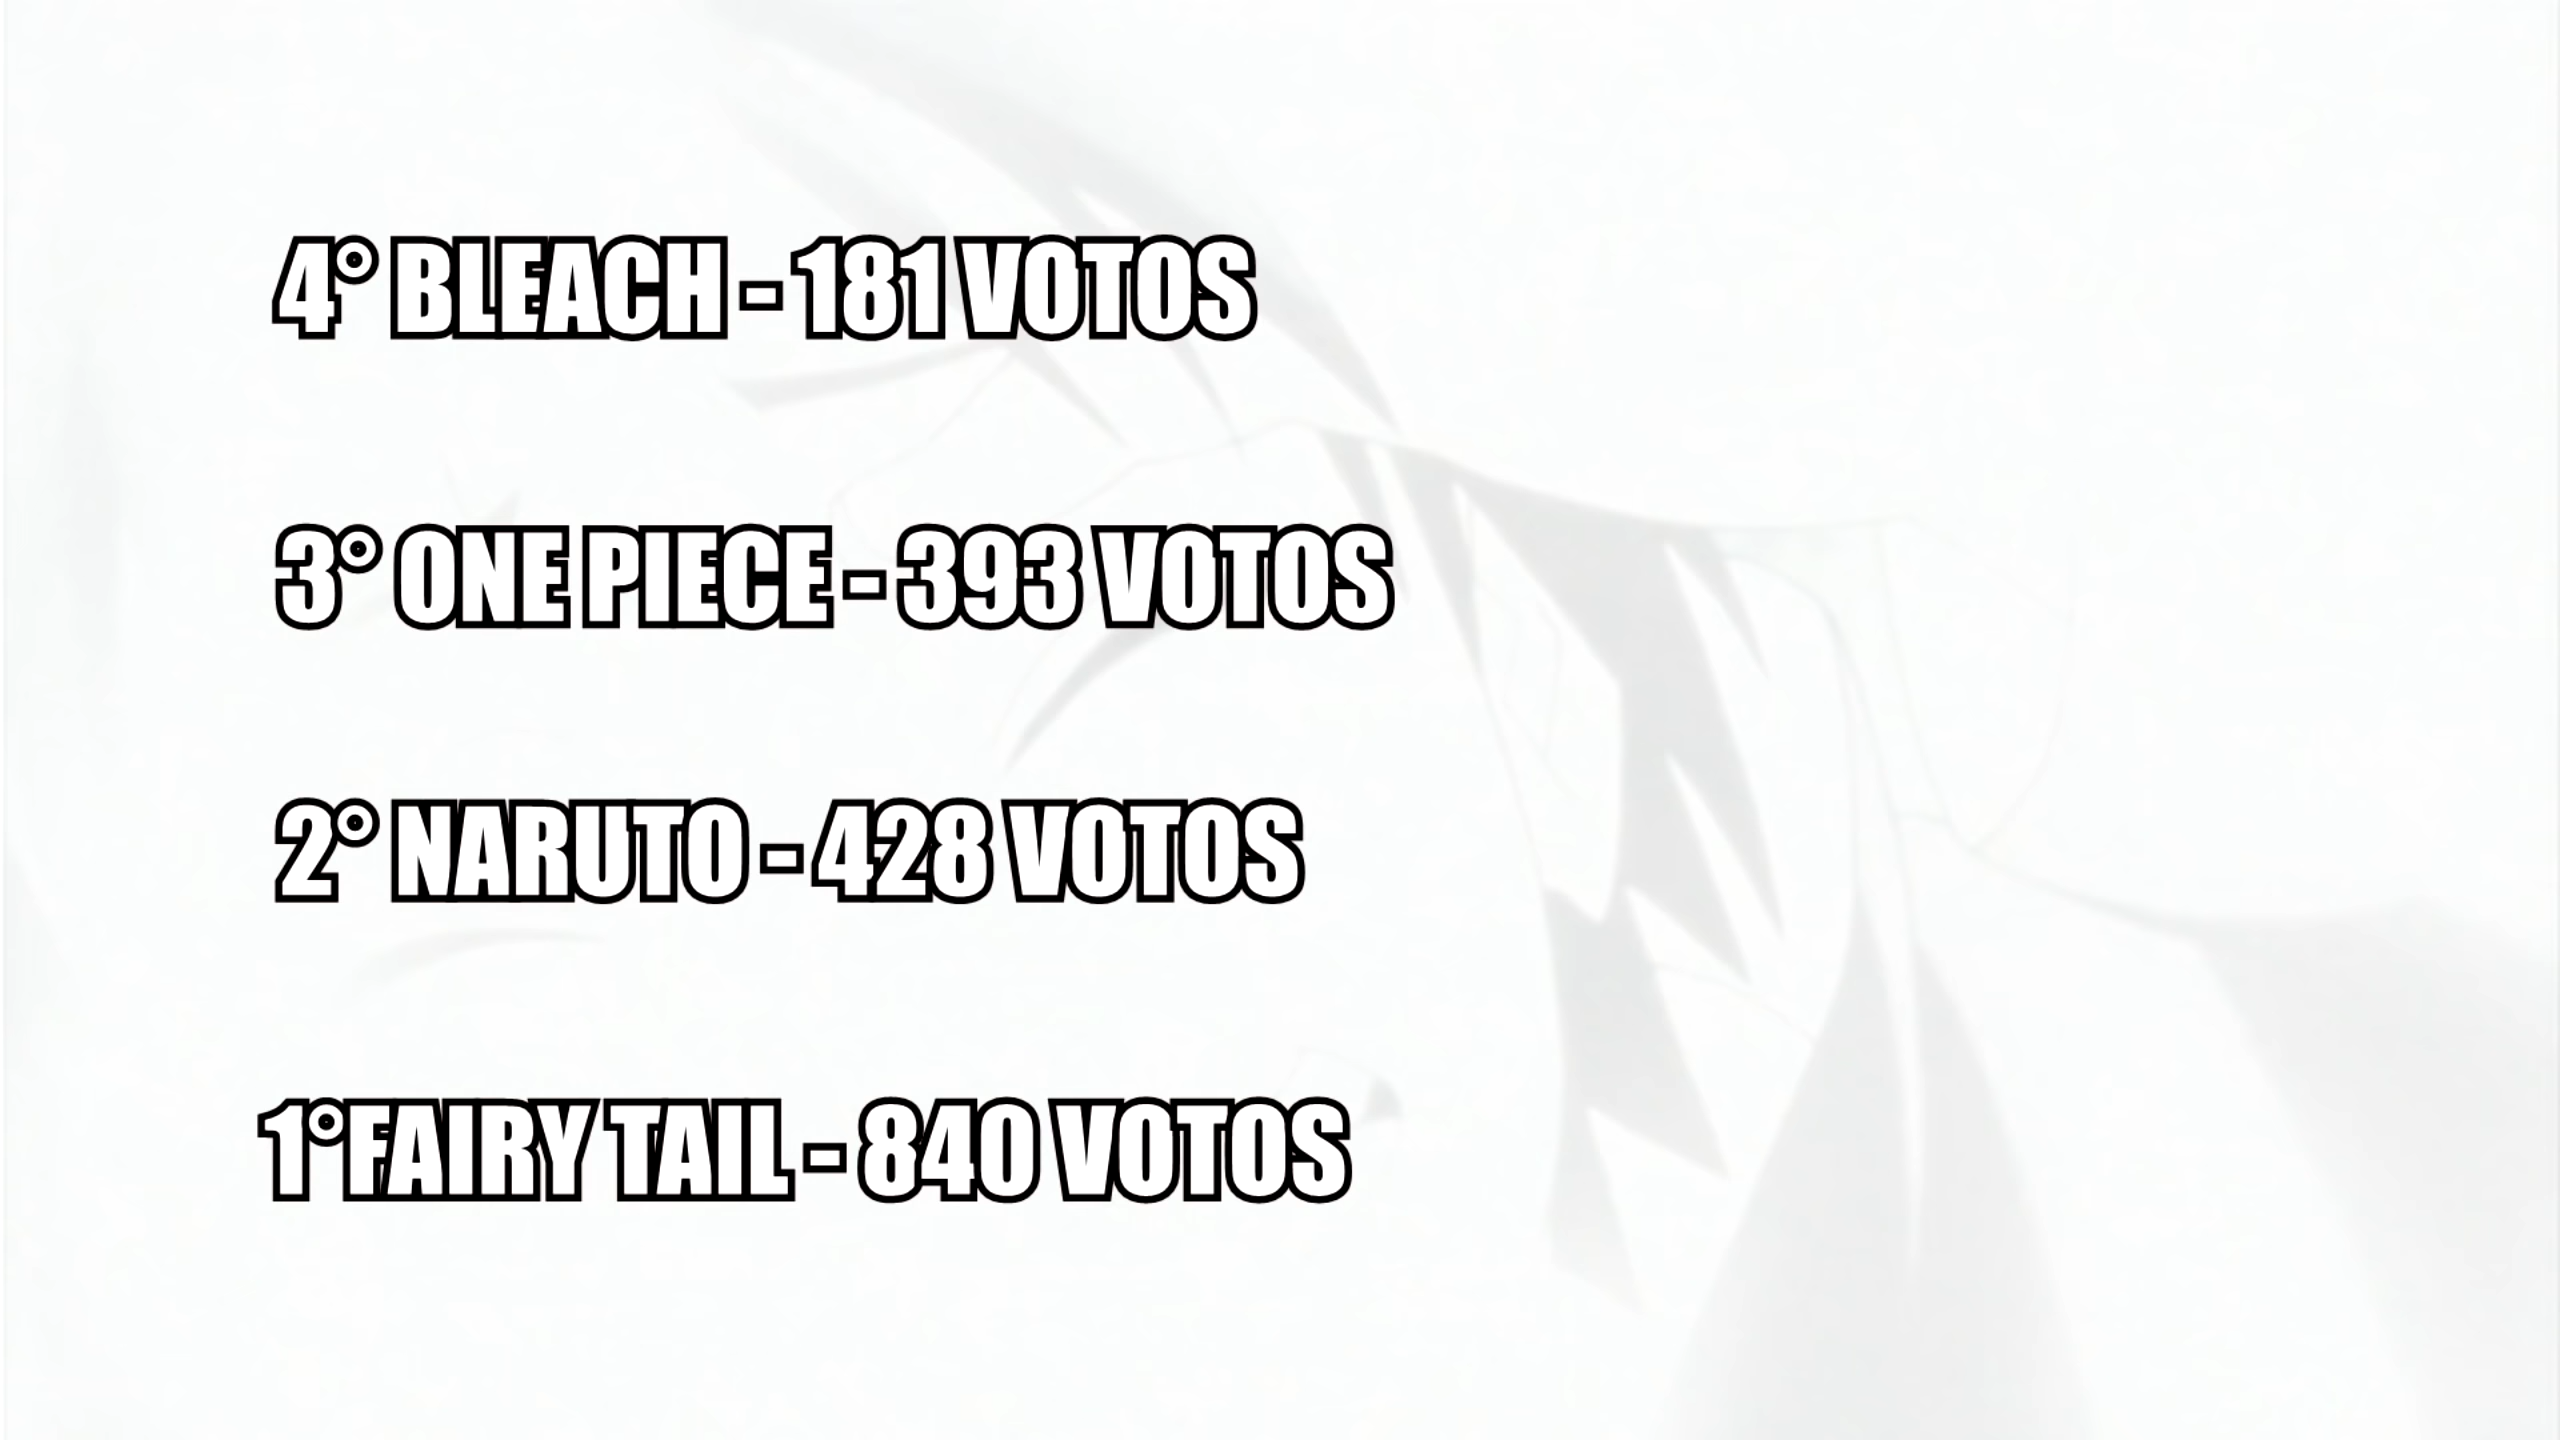 4° BLEACH - 181 VOTOS
3° ONE PIECE - 393 VOTOS
2° NARUTO - 428 VOTOS
1°FAIRY TAIL - 840 VOTOS